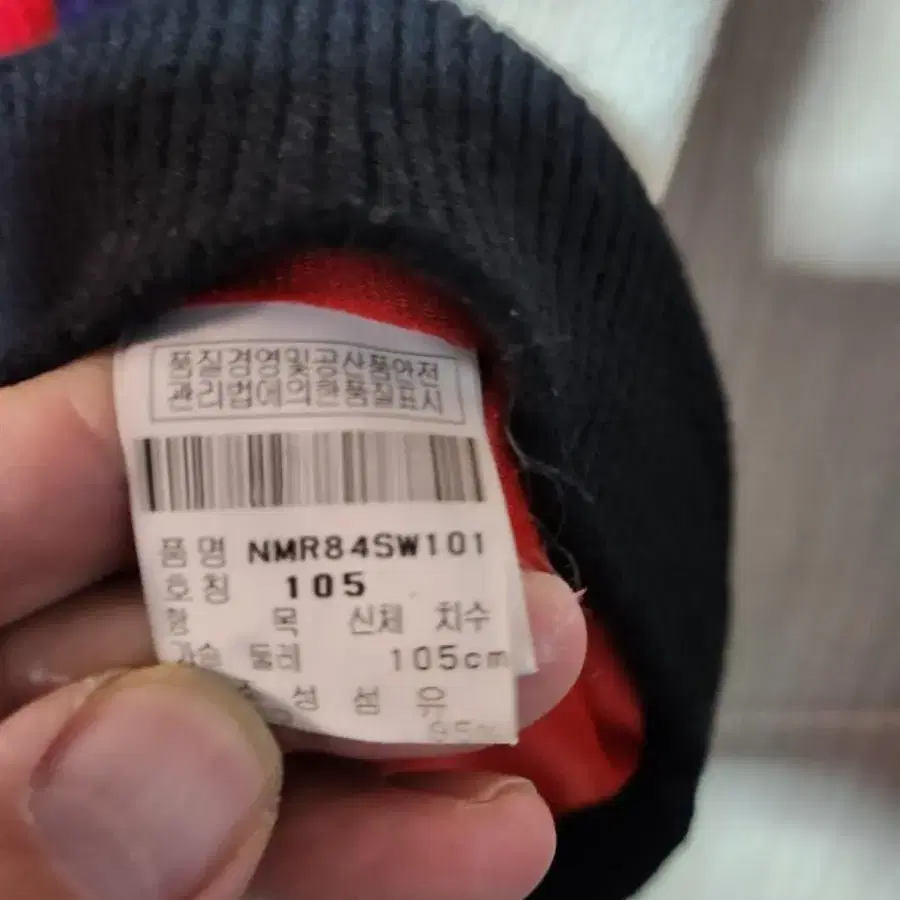 품질경영및공산품안전
관리법에의한품질표시
품 명 NMR84SW101
호칭 105
항 목 신체 치수
가슴 둘레 105cm
성 섬 유